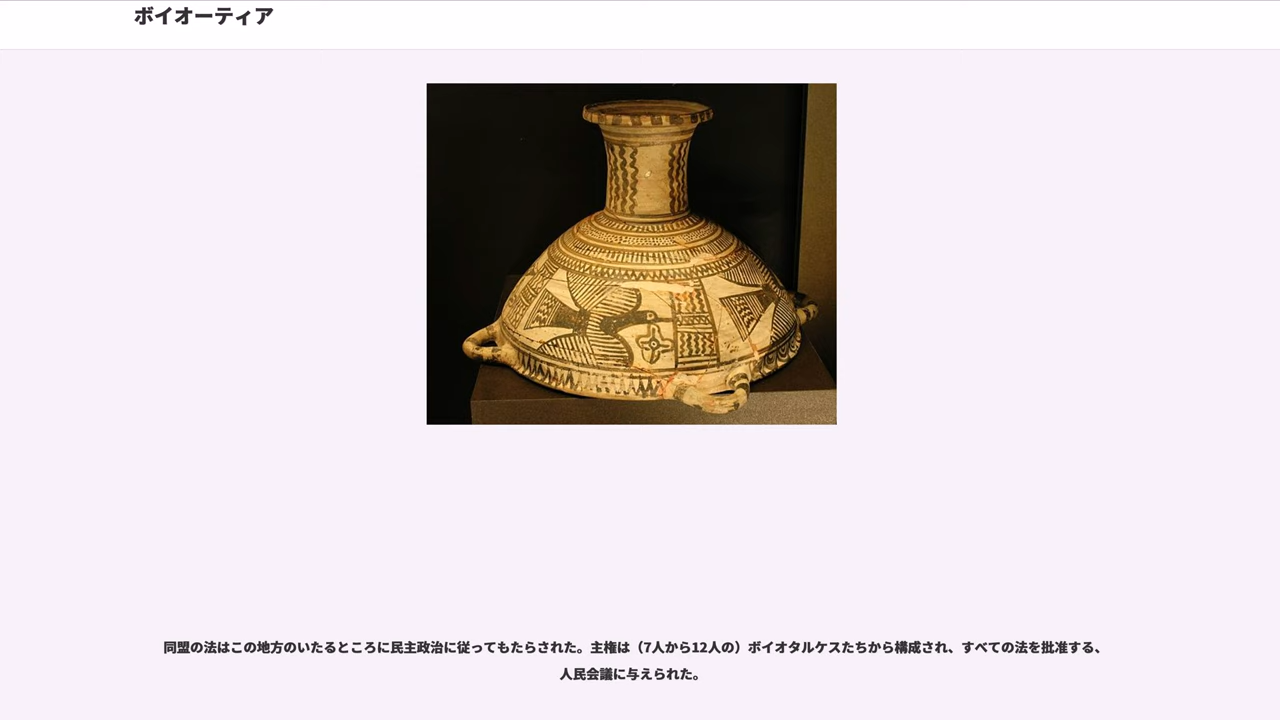 ボイオーティア
同盟の法はこの地方のいたるところに民主政治に従ってもたらされた。主権は（7人から12人の）ボイオタルケスたちから構成され、すべての法を批准する、
人民会議に与えられた。